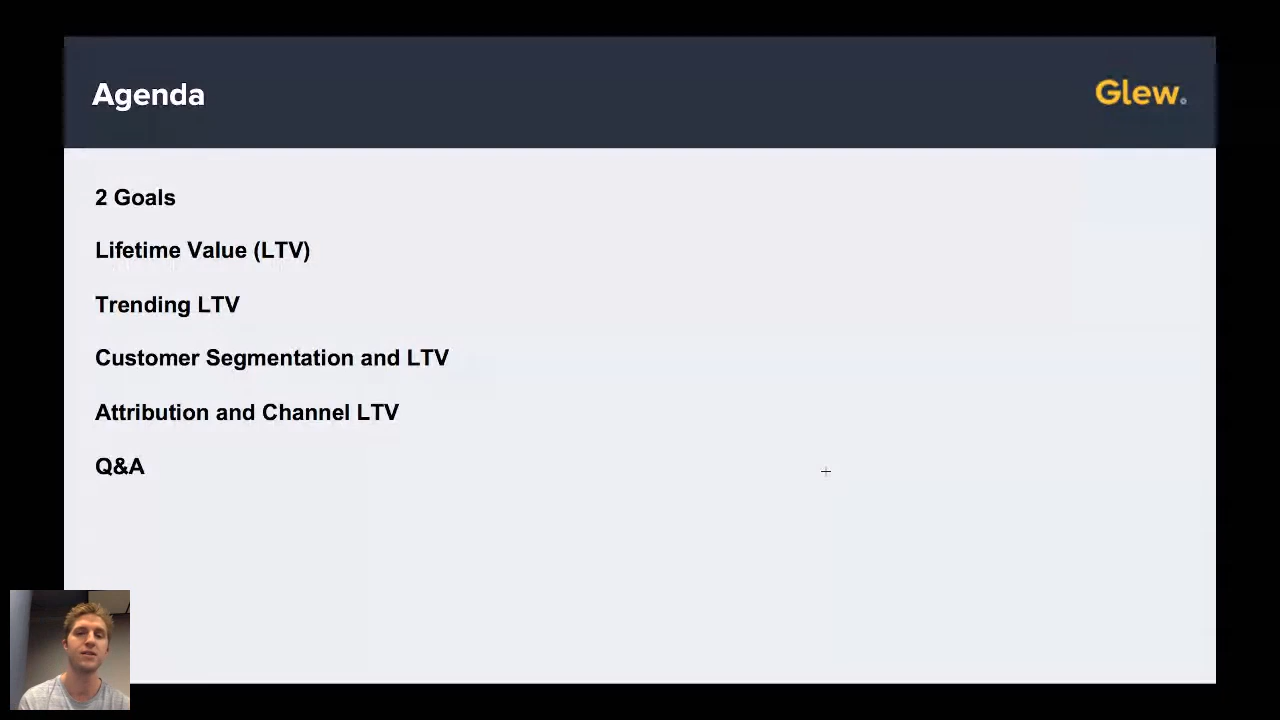 Agenda
Glew.
2 Goals
Lifetime Value (LTV)
Trending LTV
Customer Segmentation and LTV
Attribution and Channel LTV
Q&A